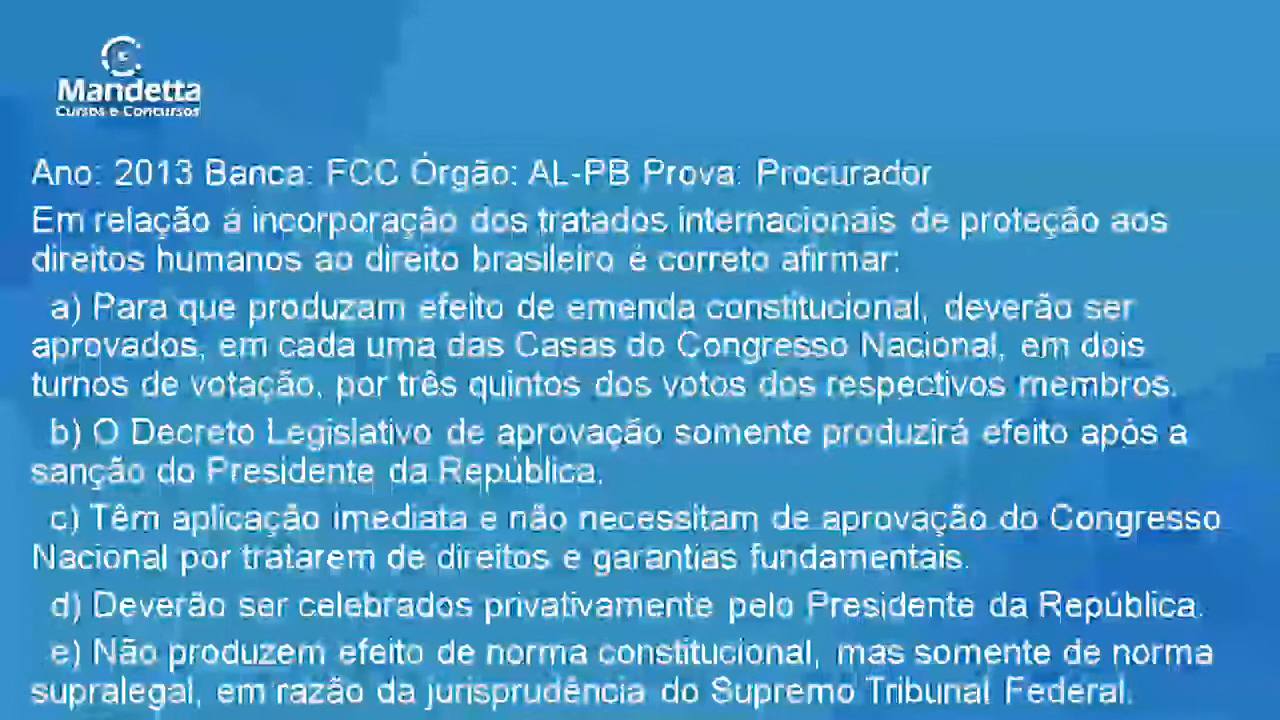 Mandetta
Cursos e Concursos
Ano: 2013 Banca: FCC Órgão: AL-PB Prova: Procurador
Em relação à incorporação dos tratados internacionais de proteção aos
direitos humanos ao direito brasileiro é correto afirmar:
a) Para que produzam efeito de emenda constitucional, deverão ser
aprovados, em cada uma das Casas do Congresso Nacional, em dois
turnos de votação, por três quintos dos votos dos respectivos membros.
b) O Decreto Legislativo de aprovação somente produzirá efeito após a
sanção do Presidente da República.
c) Têm aplicação imediata e não necessitam de aprovação do Congresso
Nacional por tratarem de direitos e garantias fundamentais.
d) Deverão ser celebrados privativamente pelo Presidente da República.
e) Não produzem efeito de norma constitucional, mas somente de norma
supralegal, em razão da jurisprudência do Supremo Tribunal Federal.